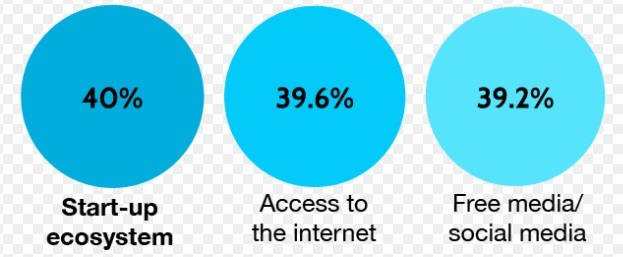 40%
39.6%
39.2%
Start-up
ecosystem
Access to
the internet
Free media/
social media